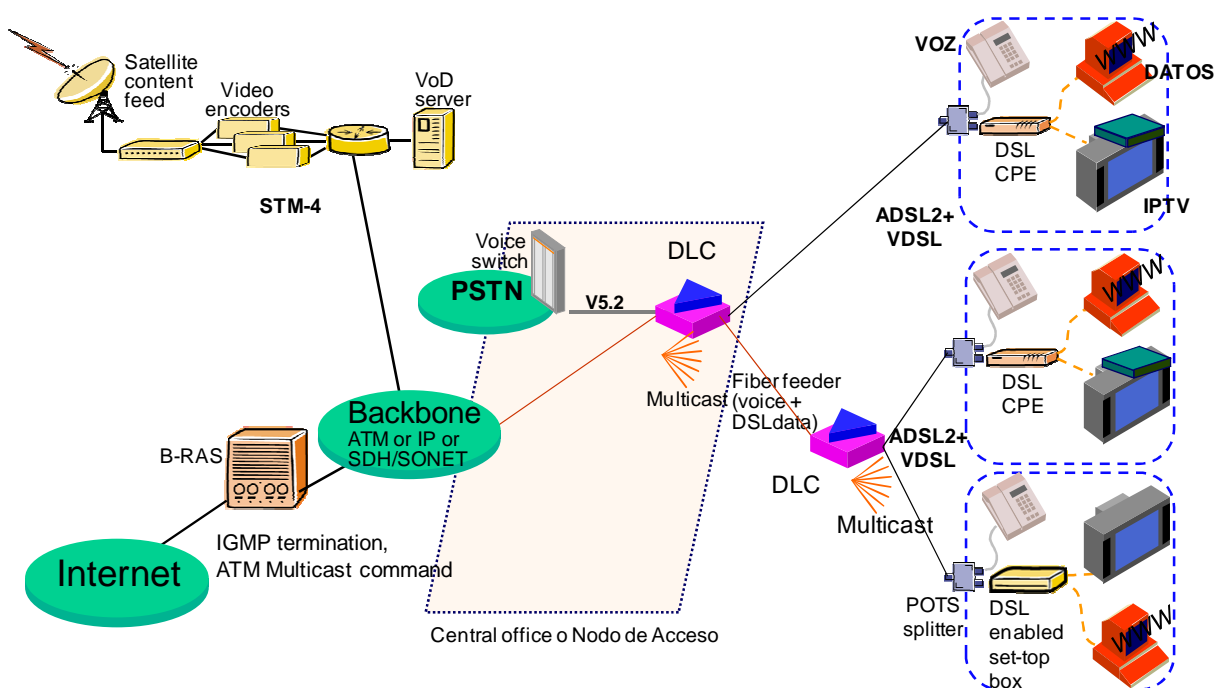 Satellite
content
feed
Video
encoders
VoD
server
STM-4
Voice
switch
PSTN
V5.2
DLC
Multicast
Fiber feeder
(voice +
DSLdata)
DLC
Multicast
Backbone
ATM or IP or
SDH/SONET
B-RAS
Internet
IGMP termination,
ATM Multicast command
Central office o Nodo de Acceso
VOZ
WWW
DATOS
DSL
CPE
IPTV
ADSL2+
VDSL
WWW
DSL
CPE
ADSL2+
VDSL
POTS
splitter
DSL
enabled
set-top
box
WWW